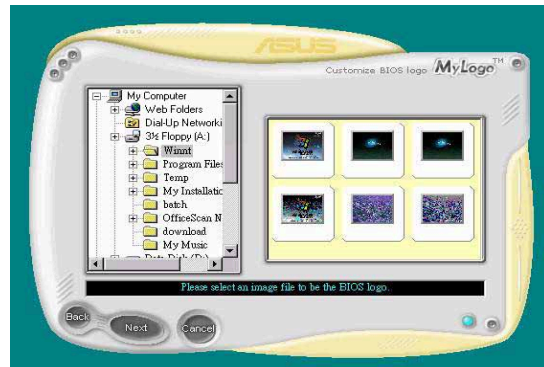 ASUS
Customize BIOS logo MyLogo™
My Computer
Web Folders
Dial-Up Networki
3½ Floppy (A:)
Winnt
Program Files
Temp
My Installatic
batch
OfficeScan N
download
My Music
Please select an image file to be the BIOS logo.
Back
Next
Cancel